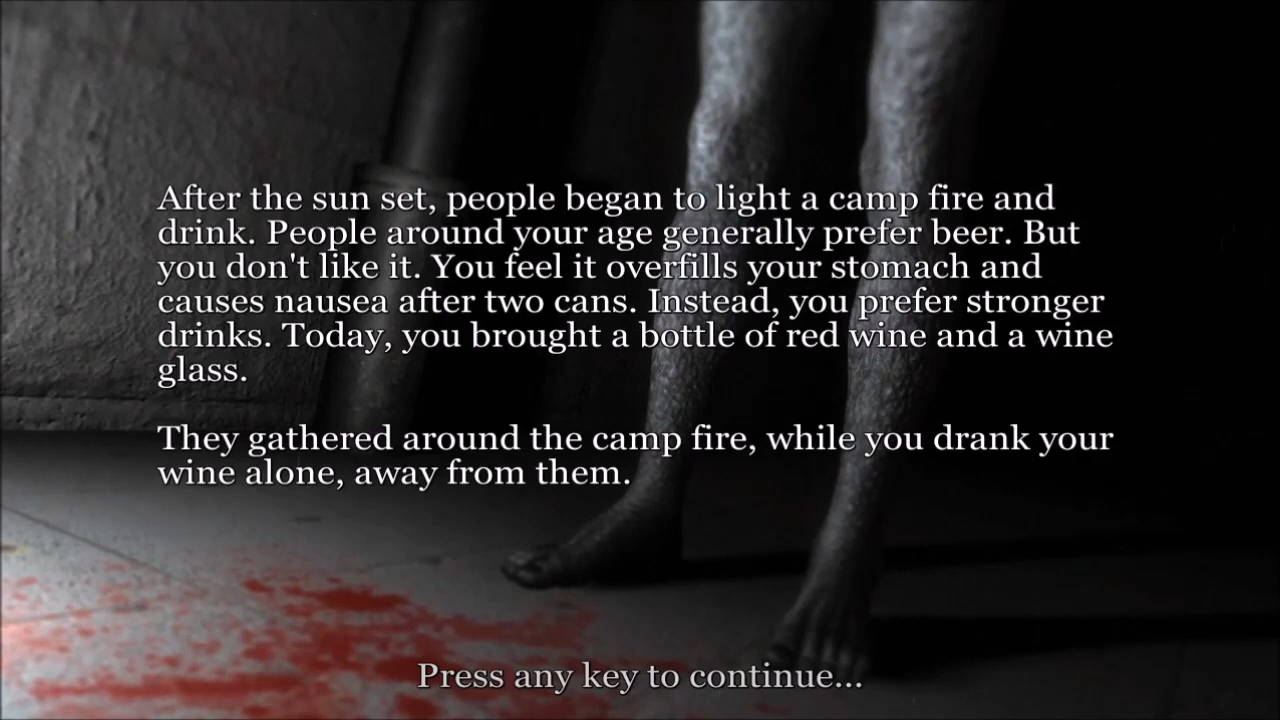 After the sun set, people began to light a camp fire and
drink. People around your age generally prefer beer. But
you don't like it. You feel it overfills your stomach and
causes nausea after two cans. Instead, you prefer stronger
drinks. Today, you brought a bottle of red wine and a wine
glass.
They gathered around the camp fire, while you drank your
wine alone, away from them.
Press any key to continue...